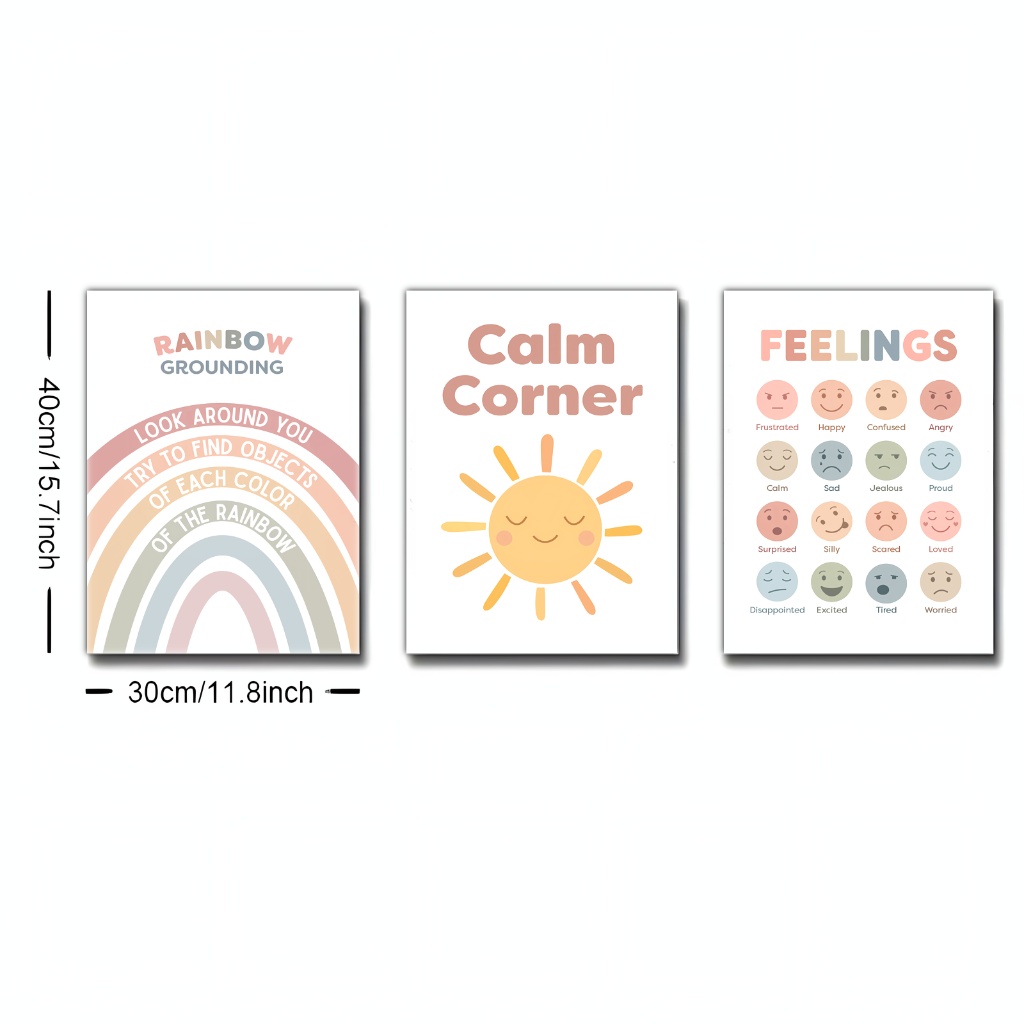 RAINBOW
GROUNDING
LOOK AROUND YOU
TRY TO FIND OBJECTS
OF EACH COLOR
OF THE RAINBOW
40cm/15.7inch
30cm/11.8inch
Calm
Corner
FEELINGS
Frustrated Happy Confused Angry
Calm Sad Jealous Proud
Surprised Silly Scared Loved
Disappointed Excited Tired Worried